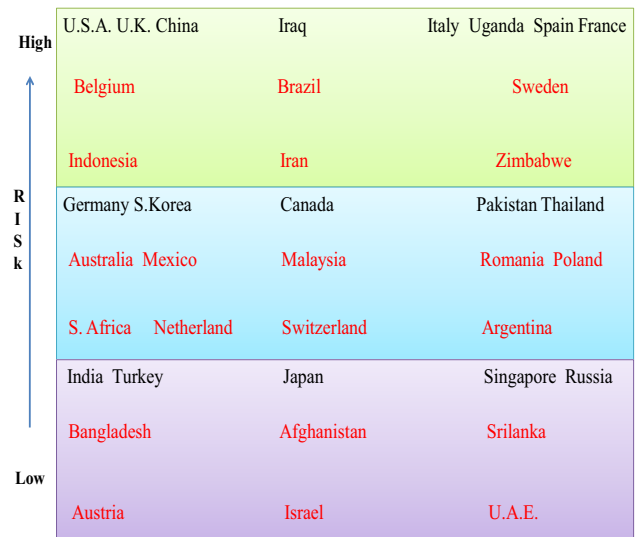 High
R
I
S
k
Low
U.S.A. U.K. China Iraq Italy Uganda Spain France
Belgium Brazil Sweden
Indonesia Iran Zimbabwe
Germany S.Korea Canada Pakistan Thailand
Australia Mexico Malaysia Romania Poland
S. Africa Netherland Switzerland Argentina
India Turkey Japan Singapore Russia
Bangladesh Afghanistan Srilanka
Austria Israel U.A.E.